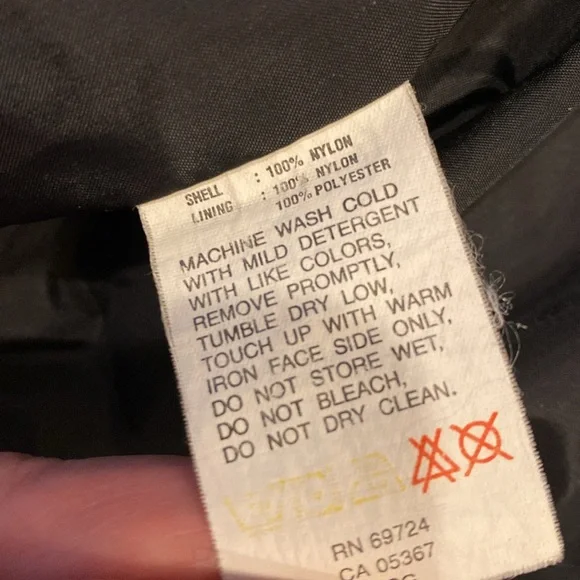 SHELL : 100% NYLON
LINING : 100% NYLON
100% POLYESTER
MACHINE WASH COLD
WITH MILD DETERGENT
WITH LIKE COLORS,
REMOVE PROMPTLY,
TUMBLE DRY LOW,
TOUCH UP WITH WARM
IRON FACE SIDE ONLY,
DO NOT STORE WET,
DO NOT BLEACH,
DO NOT DRY CLEAN.
RN 69724
CA 05367